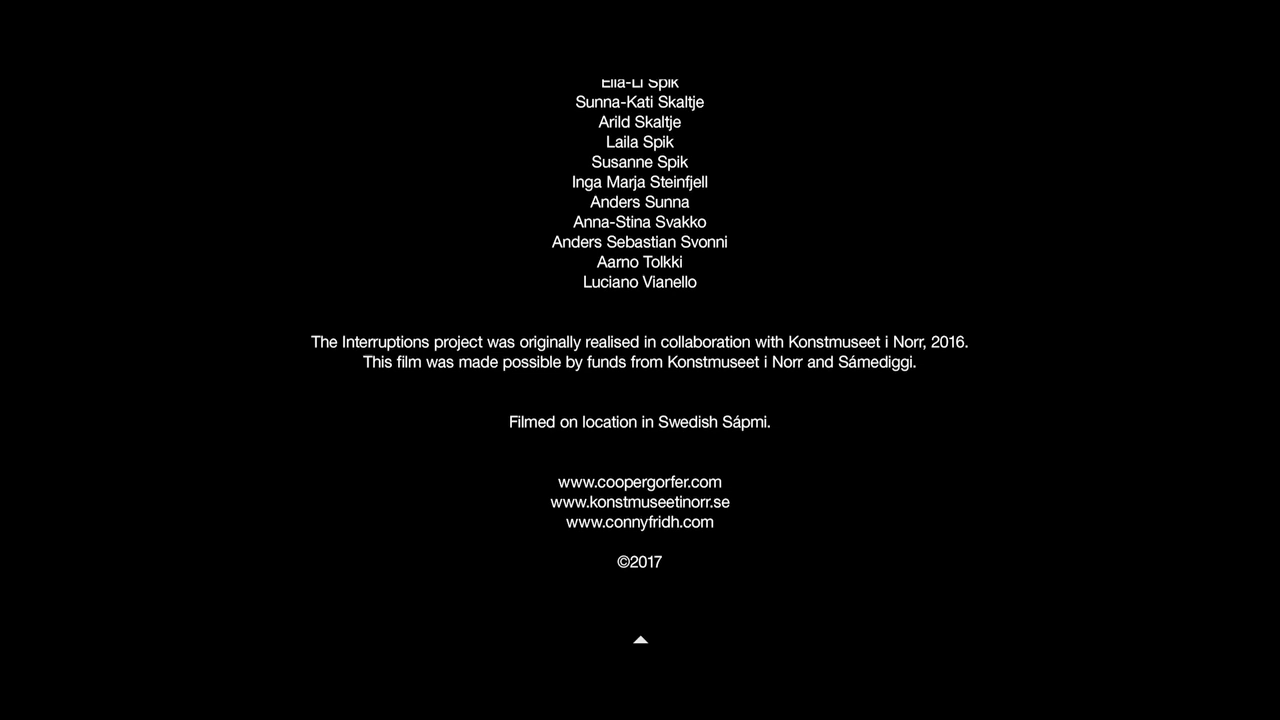 Ella-Li Spik
Sunna-Kati Skaltje
Arild Skaltje
Laila Spik
Susanne Spik
Inga Marja Steinfjell
Anders Sunna
Anna-Stina Svakko
Anders Sebastian Svonni
Aarno Tolkki
Luciano Vianello
The Interruptions project was originally realised in collaboration with Konstmuseet i Norr, 2016.
This film was made possible by funds from Konstmuseet i Norr and Sámediggi.
Filmed on location in Swedish Sápmi.
www.coopergorfer.com
www.konstmuseetinorr.se
www.connyfridh.com
©2017